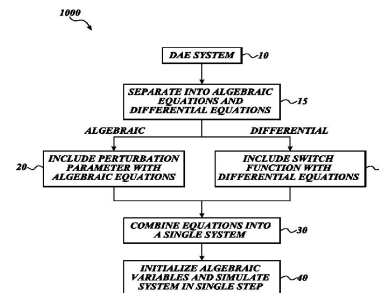 1000
DAE SYSTEM 10
SEPARATE INTO ALGEBRAIC
EQUATIONS AND
DIFFERENTIAL EQUATIONS
15
ALGEBRAIC DIFFERENTIAL
20 INCLUDE PERTURBATION
PARAMETER WITH
ALGEBRAIC EQUATIONS
INCLUDE SWITCH
FUNCTION WITH
DIFFERENTIAL EQUATIONS
COMBINE EQUATIONS INTO
A SINGLE SYSTEM
30
INITIALIZE ALGEBRAIC
VARIABLES AND SIMULATE
SYSTEM IN SINGLE STEP
40